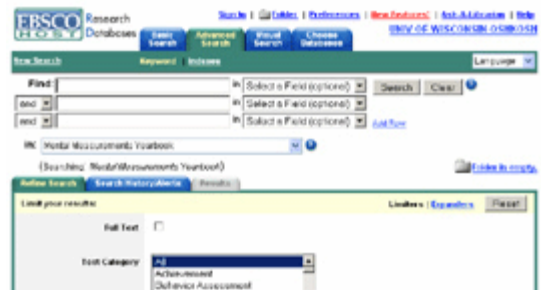 EBSCO HOST Research Databases
Sign In | Folder | Preferences | New Features! | Ask-A-Librarian | Help
UNIV OF WISCONSIN OSHKOSH
Basic Search Advanced Search Visual Search Choose Databases
New Search Keyword | Indexes Language
Find: in Select a Field (optional) Search Clear
and in Select a Field (optional)
and in Select a Field (optional) Add Row
in: Mental Measurements Yearbook
(Searching: Mental Measurements Yearbook)
Folder is empty.
Refine Search Search History/Alerts Results
Limit your results: Limiters | Expanders Reset
Full Text
Test Category All
Achievement
Behavior Assessment